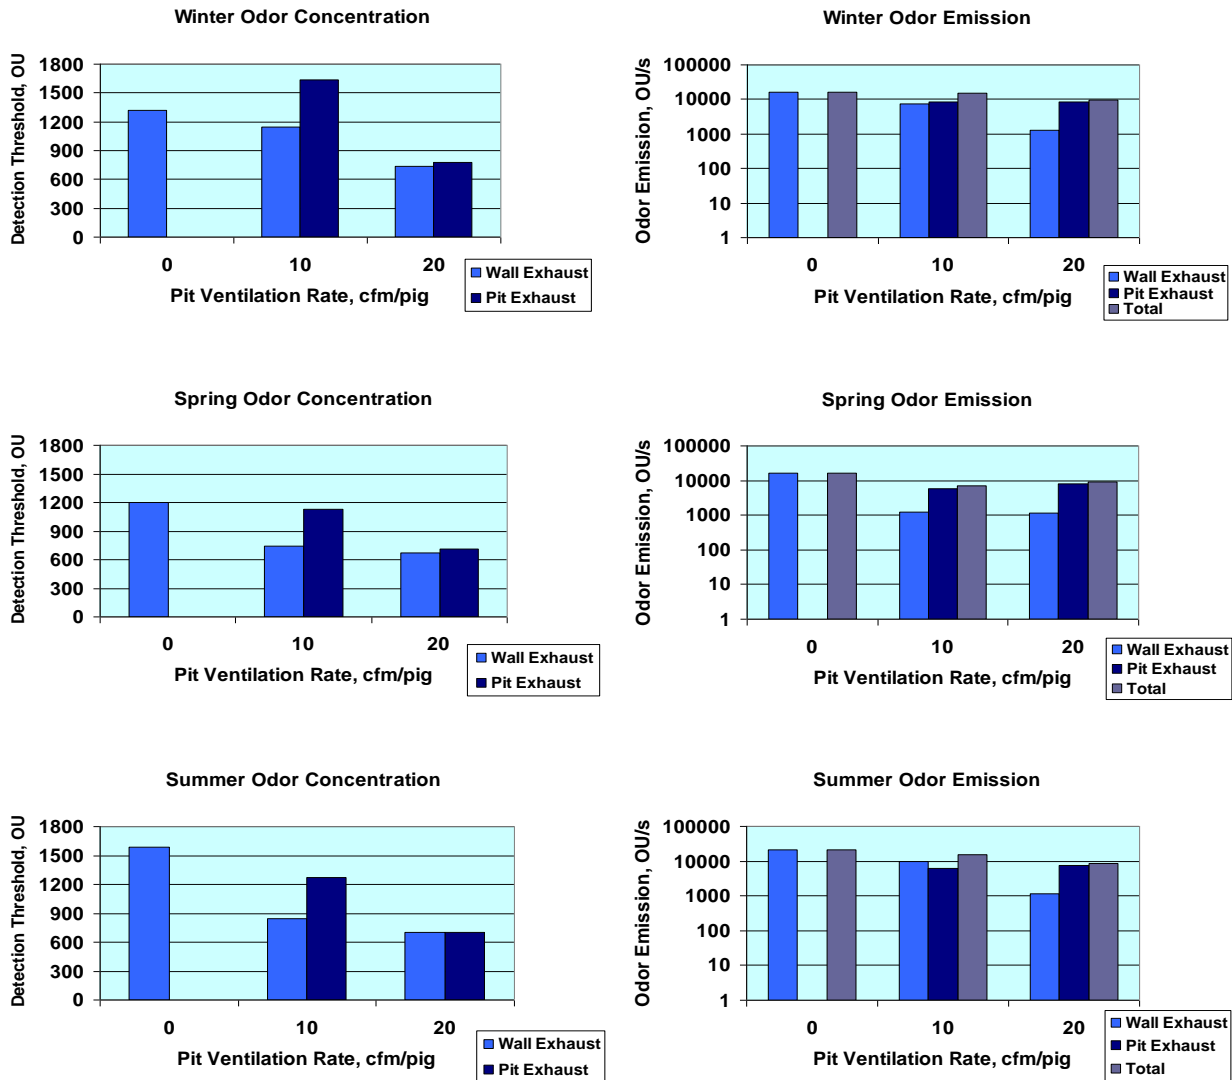 Winter Odor Concentration
Detection Threshold, OU
1800
1500
1200
900
600
300
0
0 10 20
Pit Ventilation Rate, cfm/pig
Wall Exhaust
Pit Exhaust
Winter Odor Emission
Odor Emission, OU/s
100000
10000
1000
100
10
1
0 10 20
Pit Ventilation Rate, cfm/pig
Wall Exhaust
Pit Exhaust
Total
Spring Odor Concentration
Detection Threshold, OU
1800
1500
1200
900
600
300
0
0 10 20
Pit Ventilation Rate, cfm/pig
Wall Exhaust
Pit Exhaust
Spring Odor Emission
Odor Emission, OU/s
100000
10000
1000
100
10
1
0 10 20
Pit Ventilation Rate, cfm/pig
Wall Exhaust
Pit Exhaust
Total
Summer Odor Concentration
Detection Threshold, OU
1800
1500
1200
900
600
300
0
0 10 20
Pit Ventilation Rate, cfm/pig
Wall Exhaust
Pit Exhaust
Summer Odor Emission
Odor Emission, OU/s
100000
10000
1000
100
10
1
0 10 20
Pit Ventilation Rate, cfm/pig
Wall Exhaust
Pit Exhaust
Total